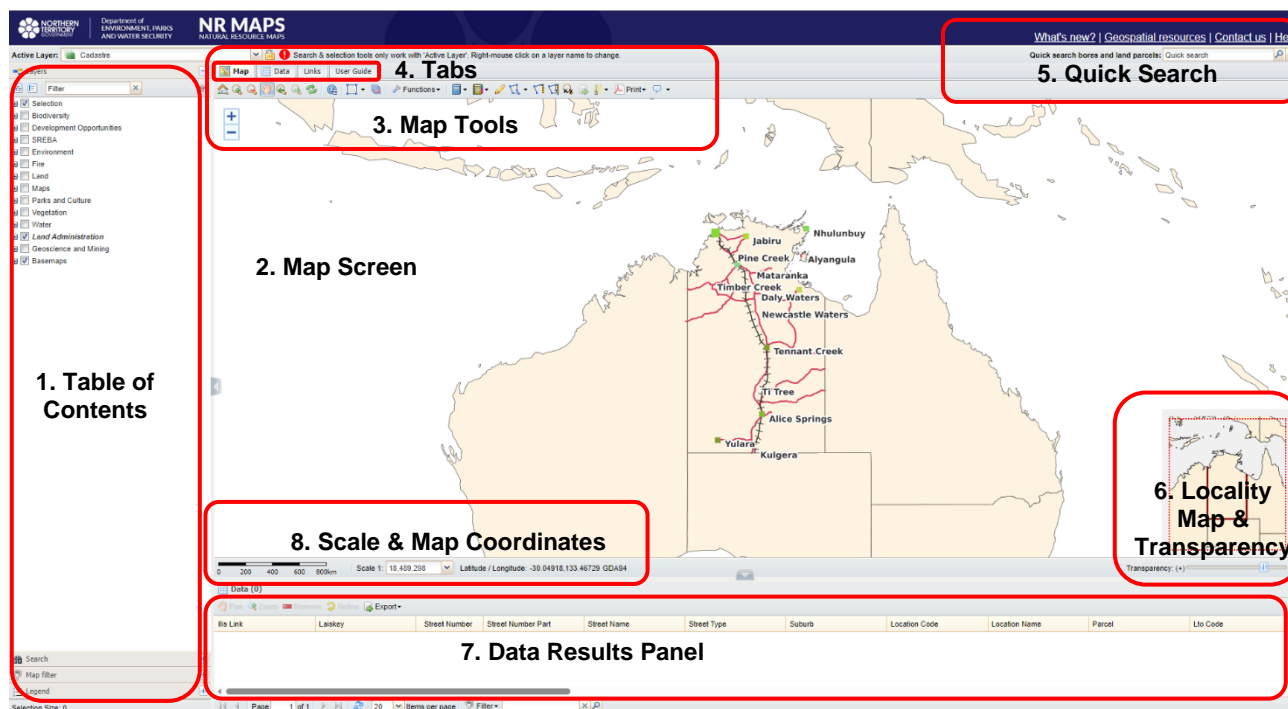 NORTHERN
TERRITORY
GOVERNMENT
Department of
ENVIRONMENT, PARKS
AND WATER SECURITY
NR MAPS
NATURAL RESOURCE MAPS
What's new? | Geospatial resources | Contact us | He
Active Layer: Cadastre
Search & selection tools only work with 'Active Layer'. Right-mouse click on a layer name to change.
Quick search bores and land parcels: Quick search
Layers
Map Data Links User Guide
4. Tabs
5. Quick Search
Filter
Functions Print
3. Map Tools
+
−
Selection
Biodiversity
Development Opportunities
SREBA
Environment
Fire
Land
Maps
Parks and Culture
Vegetation
Water
Land Administration
Geoscience and Mining
Basemaps
1. Table of
Contents
2. Map Screen
Jabiru
Nhulunbuy
Pine Creek
Alyangula
Mataranka
Timber Creek
Daly Waters
Newcastle Waters
Tennant Creek
Ti Tree
Alice Springs
Yulara
Kulgera
6. Locality
Map &
Transparency
8. Scale & Map Coordinates
0 200 400 600 800km
Scale 1: 18,489,298
Latitude / Longitude: -30.04918,133.46729 GDA94
Transparency: (+)
Data (0)
Pan Zoom Remove Refine Export
Ilis Link Laiskey Street Number Street Number Part Street Name Street Type Suburb Location Code Location Name Parcel Lto Code
7. Data Results Panel
Search
Map filter
Legend
Selection Size: 0
Page 1 of 1 20 Items per page Filter